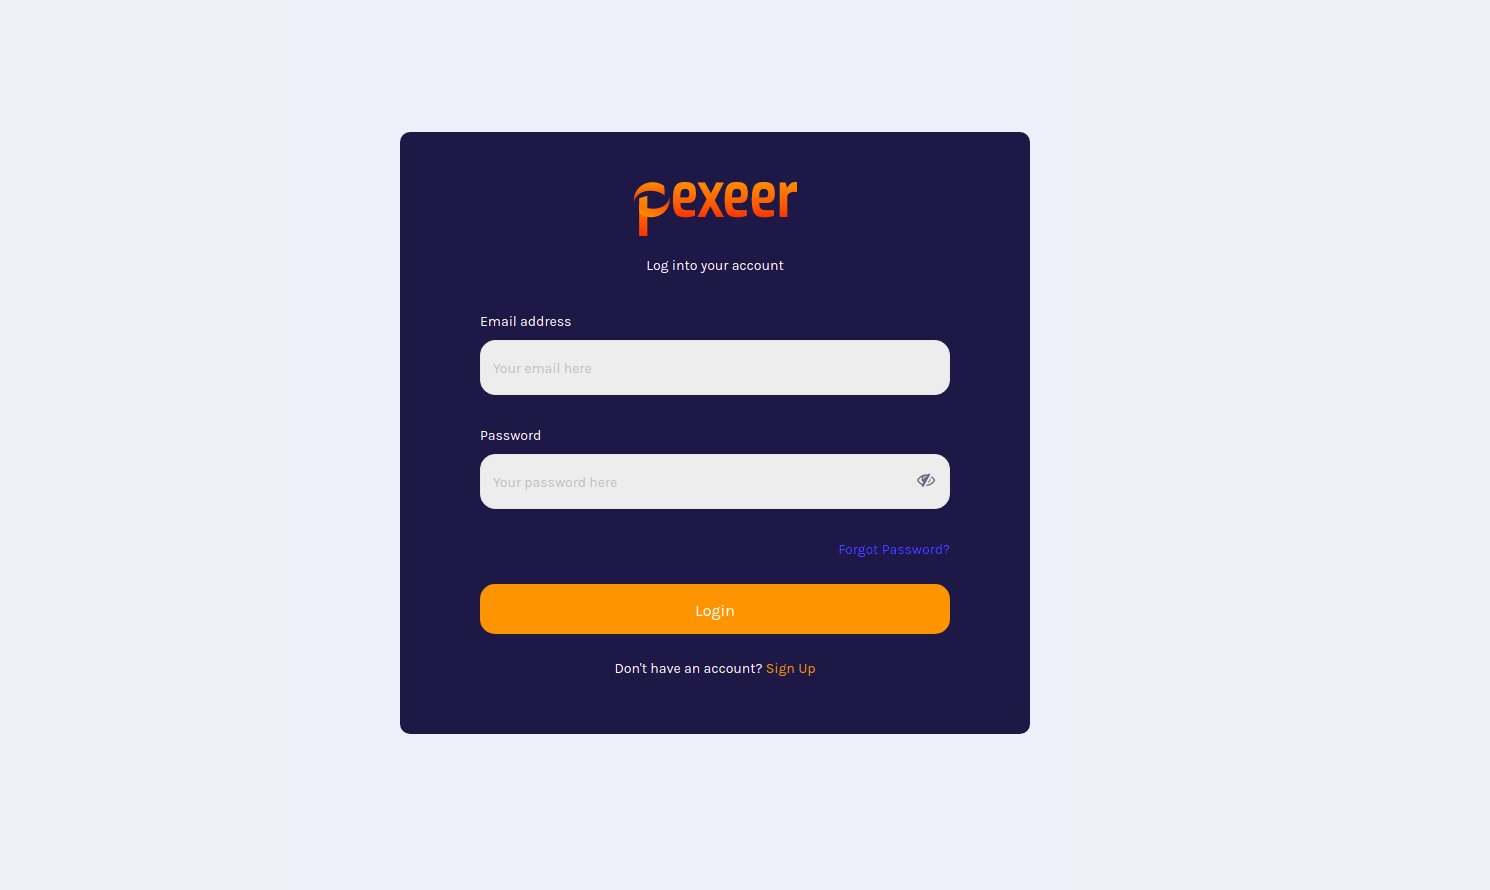 pexeer
Log into your account
Email address
Your email here
Password
Your password here
Forgot Password?
Login
Don't have an account? Sign Up